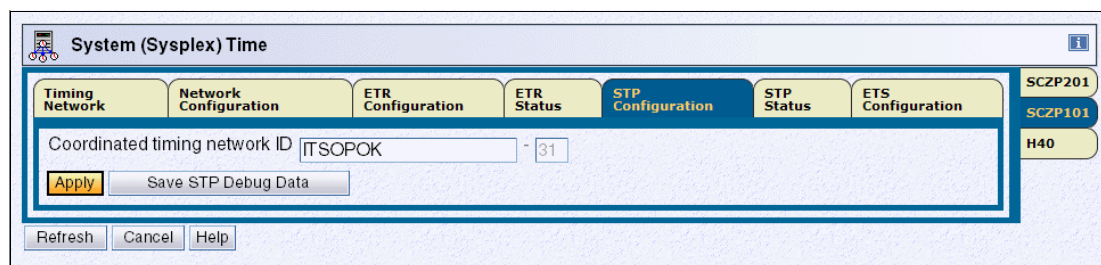 System (Sysplex) Time
i
Timing Network
Network Configuration
ETR Configuration
ETR Status
STP Configuration
STP Status
ETS Configuration
SCZP201
SCZP101
H40
Coordinated timing network ID ITSOPOK - 31
Apply Save STP Debug Data
Refresh Cancel Help